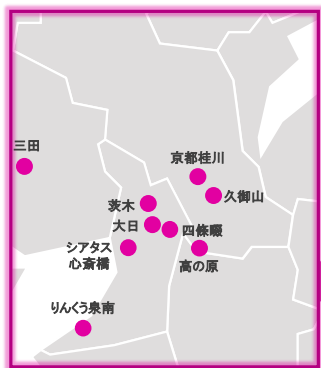 三田
京都桂川
久御山
茨木
大日
四條畷
シアタス
心斎橋
高の原
りんくう泉南